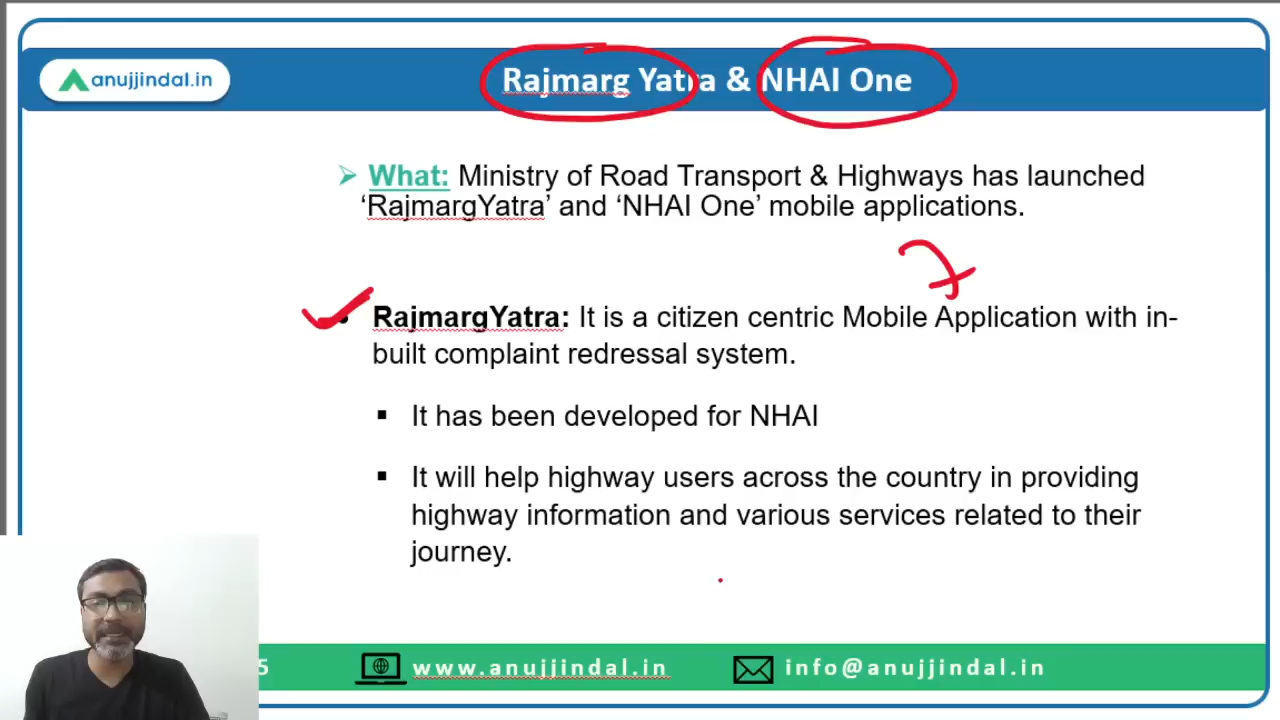 anujjindal.in
Rajmarg Yatra & NHAI One
What: Ministry of Road Transport & Highways has launched
‘RajmargYatra’ and ‘NHAI One’ mobile applications.
RajmargYatra: It is a citizen centric Mobile Application with in-
built complaint redressal system.
It has been developed for NHAI
It will help highway users across the country in providing
highway information and various services related to their
journey.
5
www.anujjindal.in
info@anujjindal.in